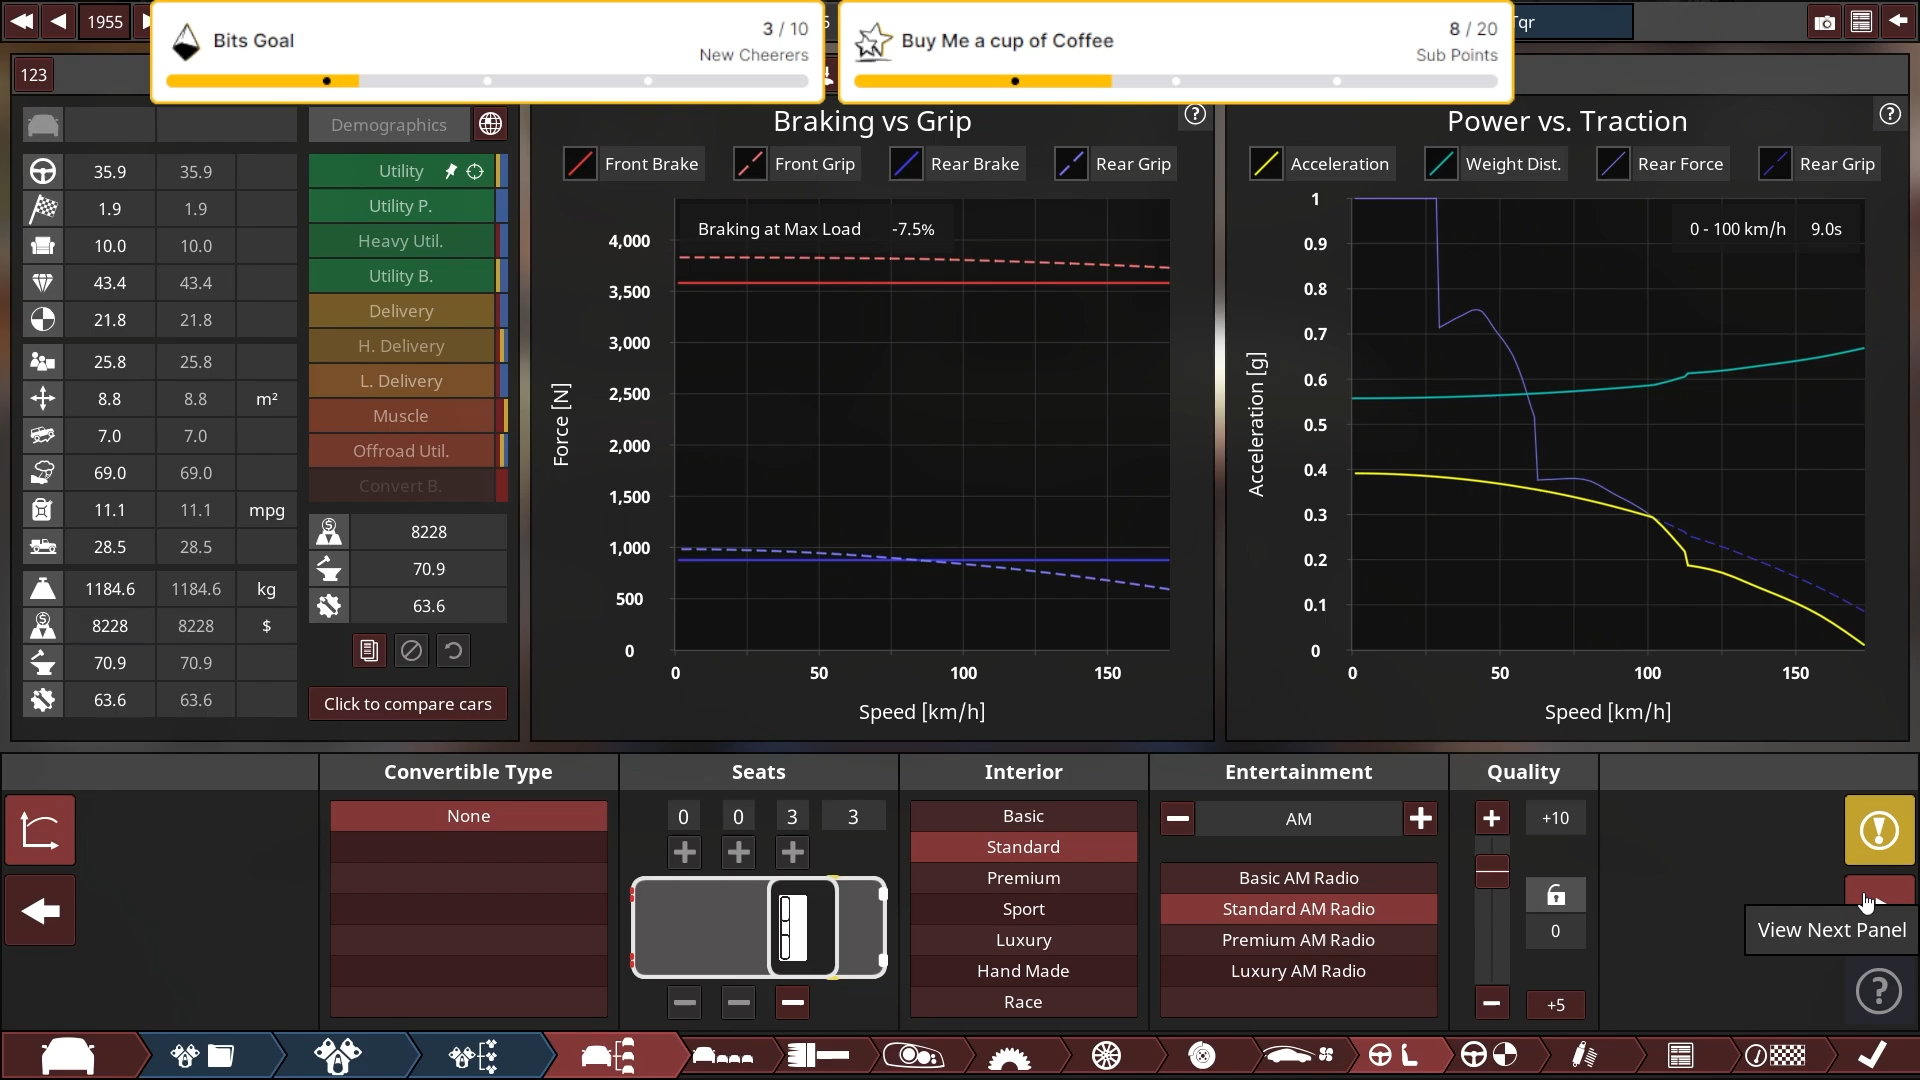 1955
Bits Goal
3 / 10
New Cheerers
5
Buy Me a cup of Coffee
8 / 20
Sub Points
Tqr
123
Demographics
35.9 35.9
1.9 1.9
10.0 10.0
43.4 43.4
21.8 21.8
25.8 25.8
8.8 8.8 m²
7.0 7.0
69.0 69.0
11.1 11.1 mpg
28.5 28.5
1184.6 1184.6 kg
8228 8228 $
70.9 70.9
63.6 63.6
Utility
Utility P.
Heavy Util.
Utility B.
Delivery
H. Delivery
L. Delivery
Muscle
Offroad Util.
Convert B.
8228
70.9
63.6
Click to compare cars
Braking vs Grip
?
Front Brake Front Grip Rear Brake Rear Grip
Braking at Max Load -7.5%
4,000
3,500
3,000
2,500
2,000
1,500
1,000
500
0
Force [N]
0 50 100 150
Speed [km/h]
Power vs. Traction
?
Acceleration Weight Dist. Rear Force Rear Grip
0 - 100 km/h 9.0s
1
0.9
0.8
0.7
0.6
0.5
0.4
0.3
0.2
0.1
0
Acceleration [g]
0 50 100 150
Speed [km/h]
Convertible Type
None
Seats
0 0 3 3
Interior
Basic
Standard
Premium
Sport
Luxury
Hand Made
Race
Entertainment
AM
Basic AM Radio
Standard AM Radio
Premium AM Radio
Luxury AM Radio
Quality
+10
0
+5
View Next Panel
?